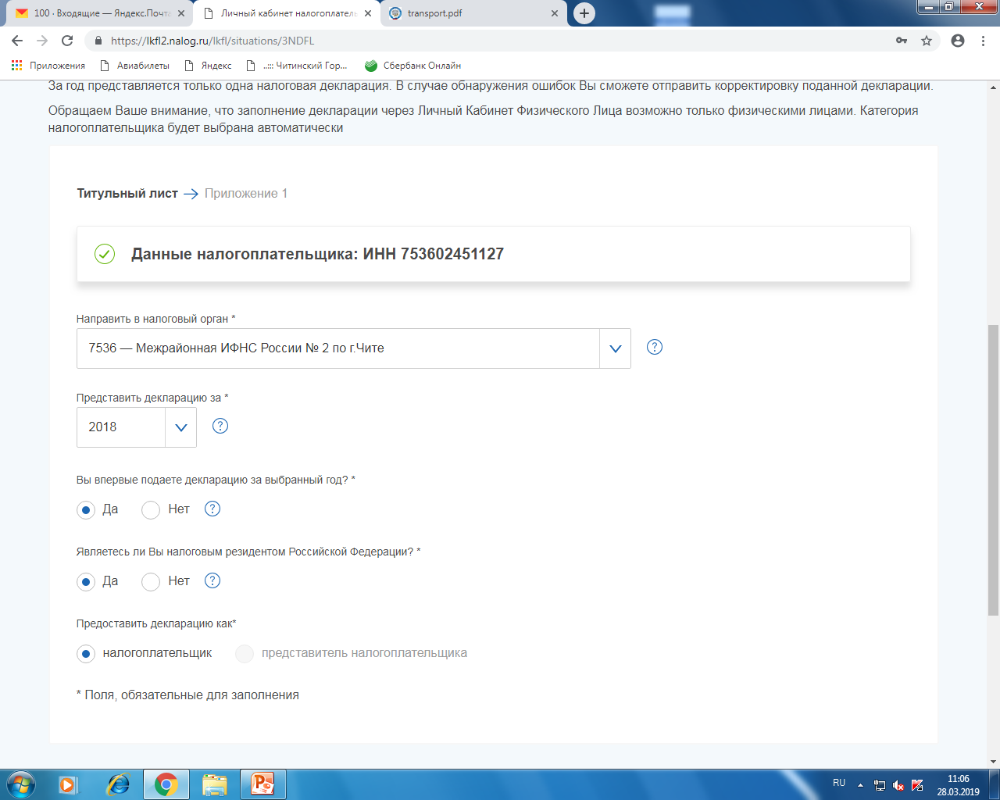 100 · Входящие — Яндекс.Почта
Личный кабинет налогоплатель
transport.pdf
https://lkfl2.nalog.ru/lkfl/situations/3NDFL
Приложения
Авиабилеты
Яндекс
..::: Читинский Гор...
Сбербанк Онлайн
За год представляется только одна налоговая декларация. В случае обнаружения ошибок Вы сможете отправить корректировку поданной декларации.
Обращаем Ваше внимание, что заполнение декларации через Личный Кабинет Физического Лица возможно только физическими лицами. Категория
налогоплательщика будет выбрана автоматически
Титульный лист → Приложение 1
Данные налогоплательщика: ИНН 753602451127
Направить в налоговый орган *
7536 — Межрайонная ИФНС России № 2 по г.Чите
Представить декларацию за *
2018
Вы впервые подаете декларацию за выбранный год? *
Да Нет
Являетесь ли Вы налоговым резидентом Российской Федерации? *
Да Нет
Предоставить декларацию как*
налогоплательщик представитель налогоплательщика
* Поля, обязательные для заполнения
RU
11:06
28.03.2019